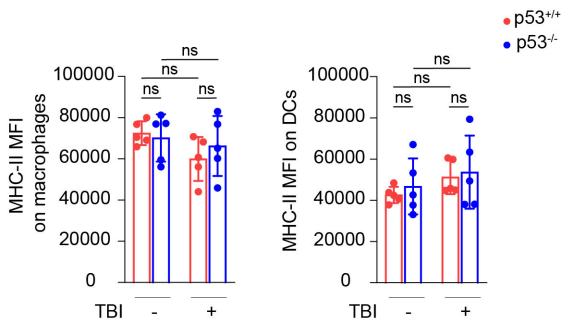 p53+/+
p53-/-
ns
ns
ns ns
100000
80000
60000
40000
20000
0
MHC-II MFI
on macrophages
TBI - +
ns
ns
ns ns
100000
80000
60000
40000
20000
0
MHC-II MFI on DCs
TBI - +